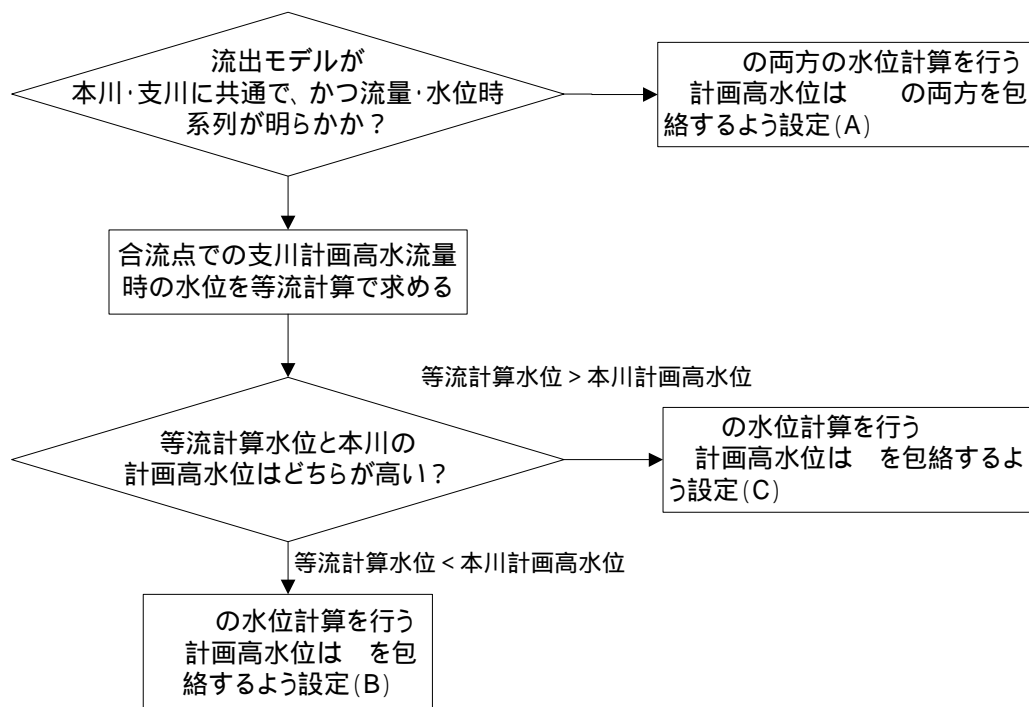 流出モデルが
本川・支川に共通で、かつ流量・水位時
系列が明らかか？
の両方の水位計算を行う
計画高水位は　　の両方を包
絡するよう設定(A)
合流点での支川計画高水流量
時の水位を等流計算で求める
等流計算水位＞本川計画高水位
等流計算水位と本川の
計画高水位はどちらが高い？
の水位計算を行う
計画高水位は　を包絡するよ
う設定(C)
等流計算水位＜本川計画高水位
の水位計算を行う
計画高水位は　を包
絡するよう設定(B)